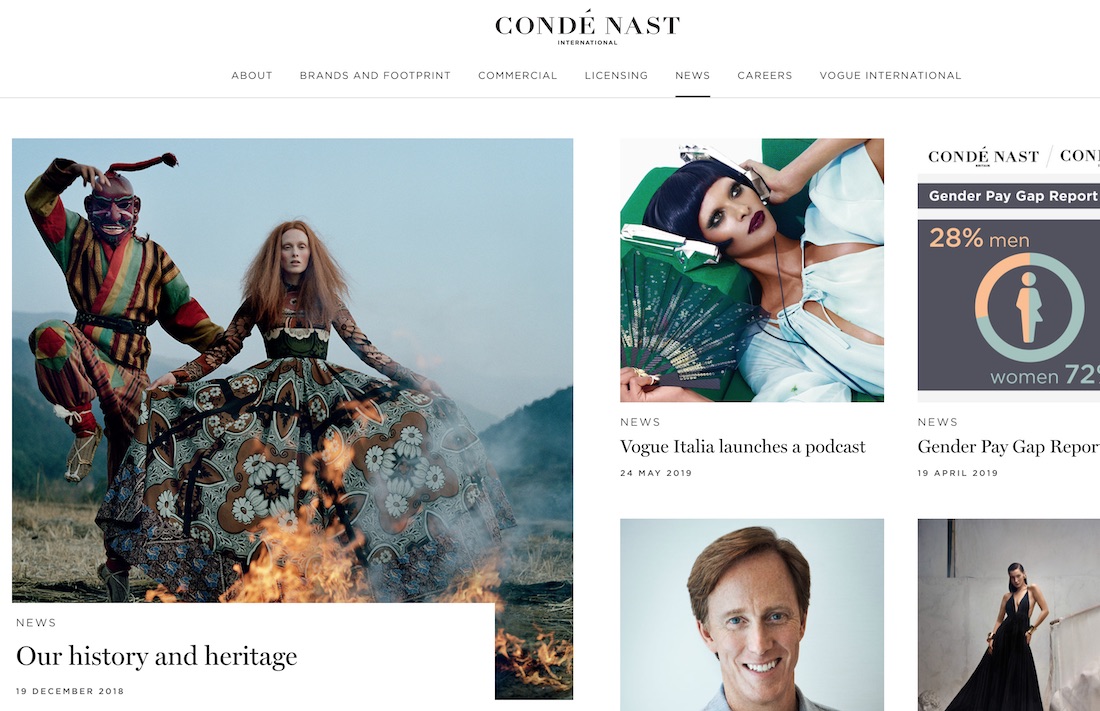 CONDÉ NAST
INTERNATIONAL
ABOUT BRANDS AND FOOTPRINT COMMERCIAL LICENSING NEWS CAREERS VOGUE INTERNATIONAL
NEWS
Our history and heritage
19 DECEMBER 2018
NEWS
Vogue Italia launches a podcast
24 MAY 2019
CONDÉ NAST
BRITAIN
Gender Pay Gap Report
28% men
women 72%
NEWS
Gender Pay Gap Report
19 APRIL 2019